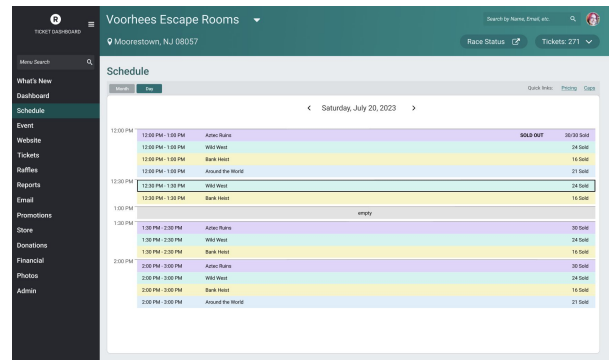 R
TICKET DASHBOARD
Menu Search
What's New
Dashboard
Schedule
Event
Website
Tickets
Raffles
Reports
Email
Promotions
Store
Donations
Financial
Photos
Admin
Voorhees Escape Rooms
Search by Name, Email, etc.
Moorestown, NJ 08057
Race Status
Tickets: 271
Schedule
Month Day
Quick links: Pricing Caps
< Saturday, July 20, 2023 >
12:00 PM
12:00 PM - 1:00 PM Aztec Ruins SOLD OUT 30/30 Sold
12:00 PM - 1:00 PM Wild West 24 Sold
12:00 PM - 1:00 PM Bank Heist 16 Sold
12:00 PM - 1:00 PM Around the World 21 Sold
12:30 PM
12:30 PM - 1:30 PM Wild West 24 Sold
12:30 PM - 1:30 PM Bank Heist 16 Sold
1:00 PM
empty
1:30 PM
1:30 PM - 2:30 PM Aztec Ruins 30 Sold
1:30 PM - 2:30 PM Wild West 24 Sold
1:30 PM - 2:30 PM Bank Heist 16 Sold
2:00 PM
2:00 PM - 3:00 PM Aztec Ruins 30 Sold
2:00 PM - 3:00 PM Wild West 24 Sold
2:00 PM - 3:00 PM Bank Heist 16 Sold
2:00 PM - 3:00 PM Around the World 21 Sold